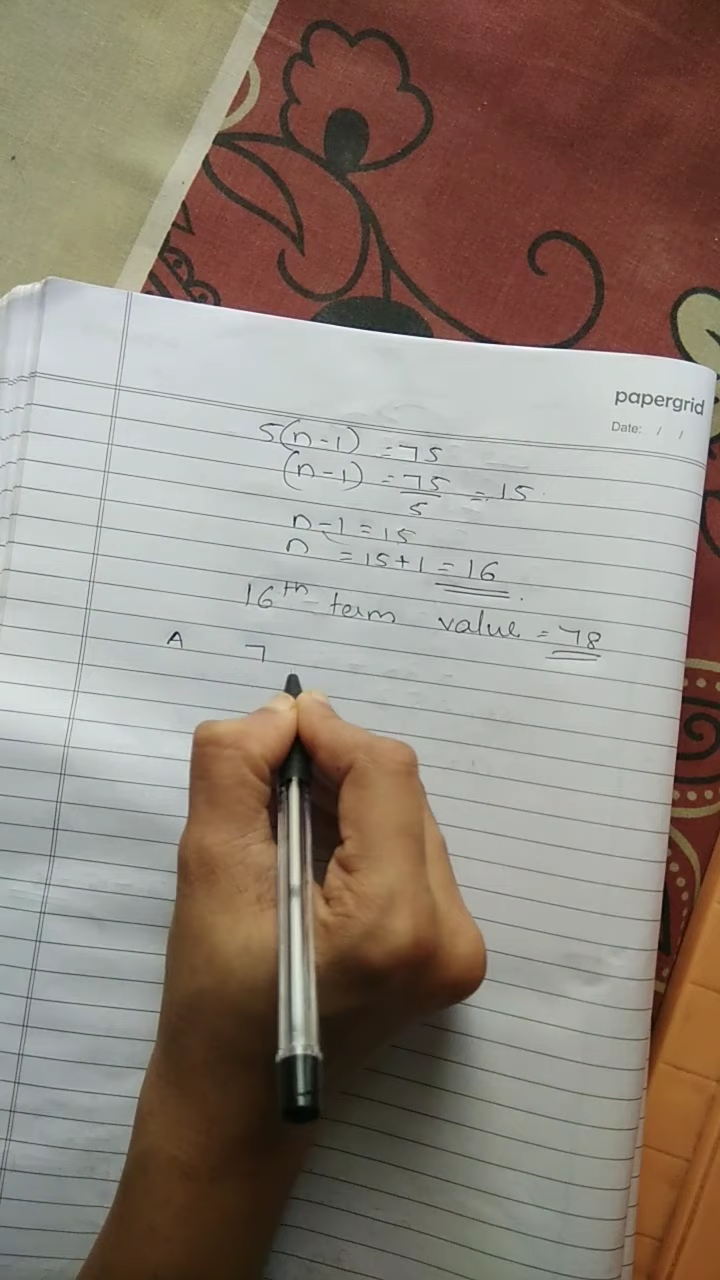 papergrid
Date: / /
5(n-1) = 75
(n-1) = 75/5 = 15
n-1 = 15
n = 15+1 = 16
16th term value = 78
A 7